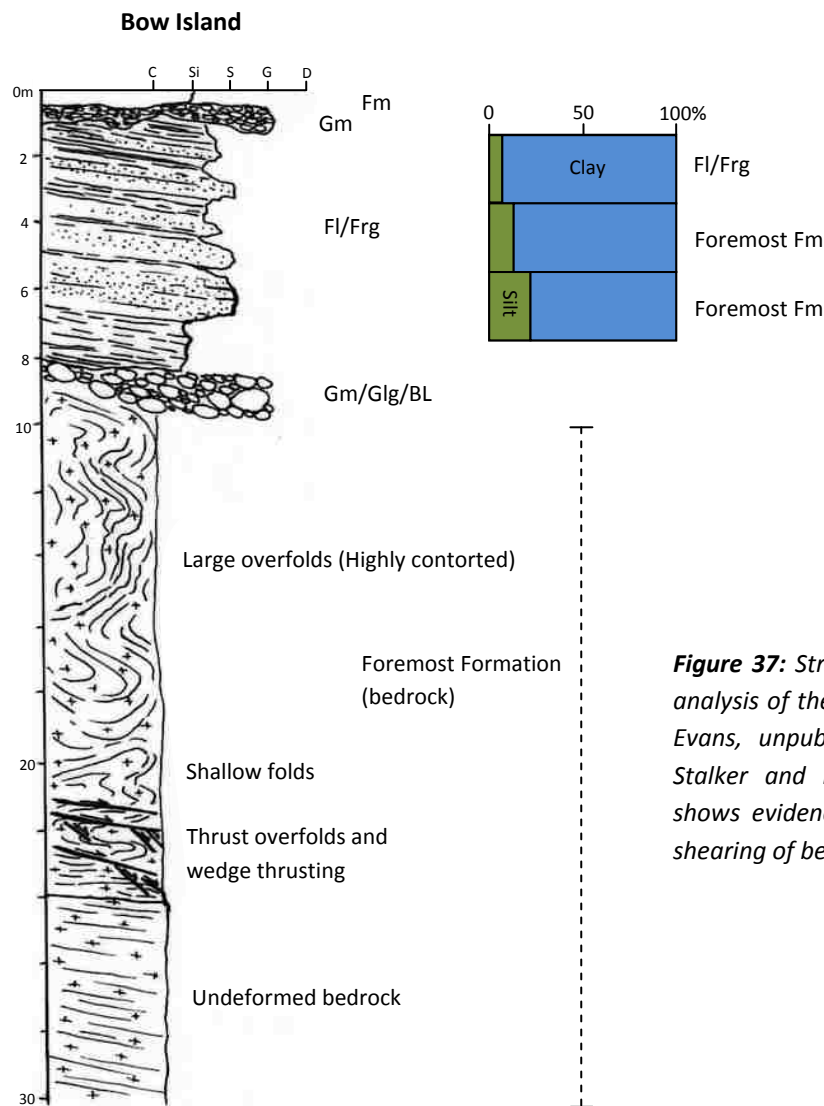 Bow Island
C Si S G D
0m
2
4
6
8
10
20
30
Fm
Gm
Fl/Frg
Gm/Glg/BL
Large overfolds (Highly contorted)
Foremost Formation
(bedrock)
Shallow folds
Thrust overfolds and
wedge thrusting
Undeformed bedrock
0 50 100%
Clay
Silt
Fl/Frg
Foremost Fm
Foremost Fm
Figure 37: Str
analysis of the
Evans, unpub
Stalker and
shows eviden
shearing of be